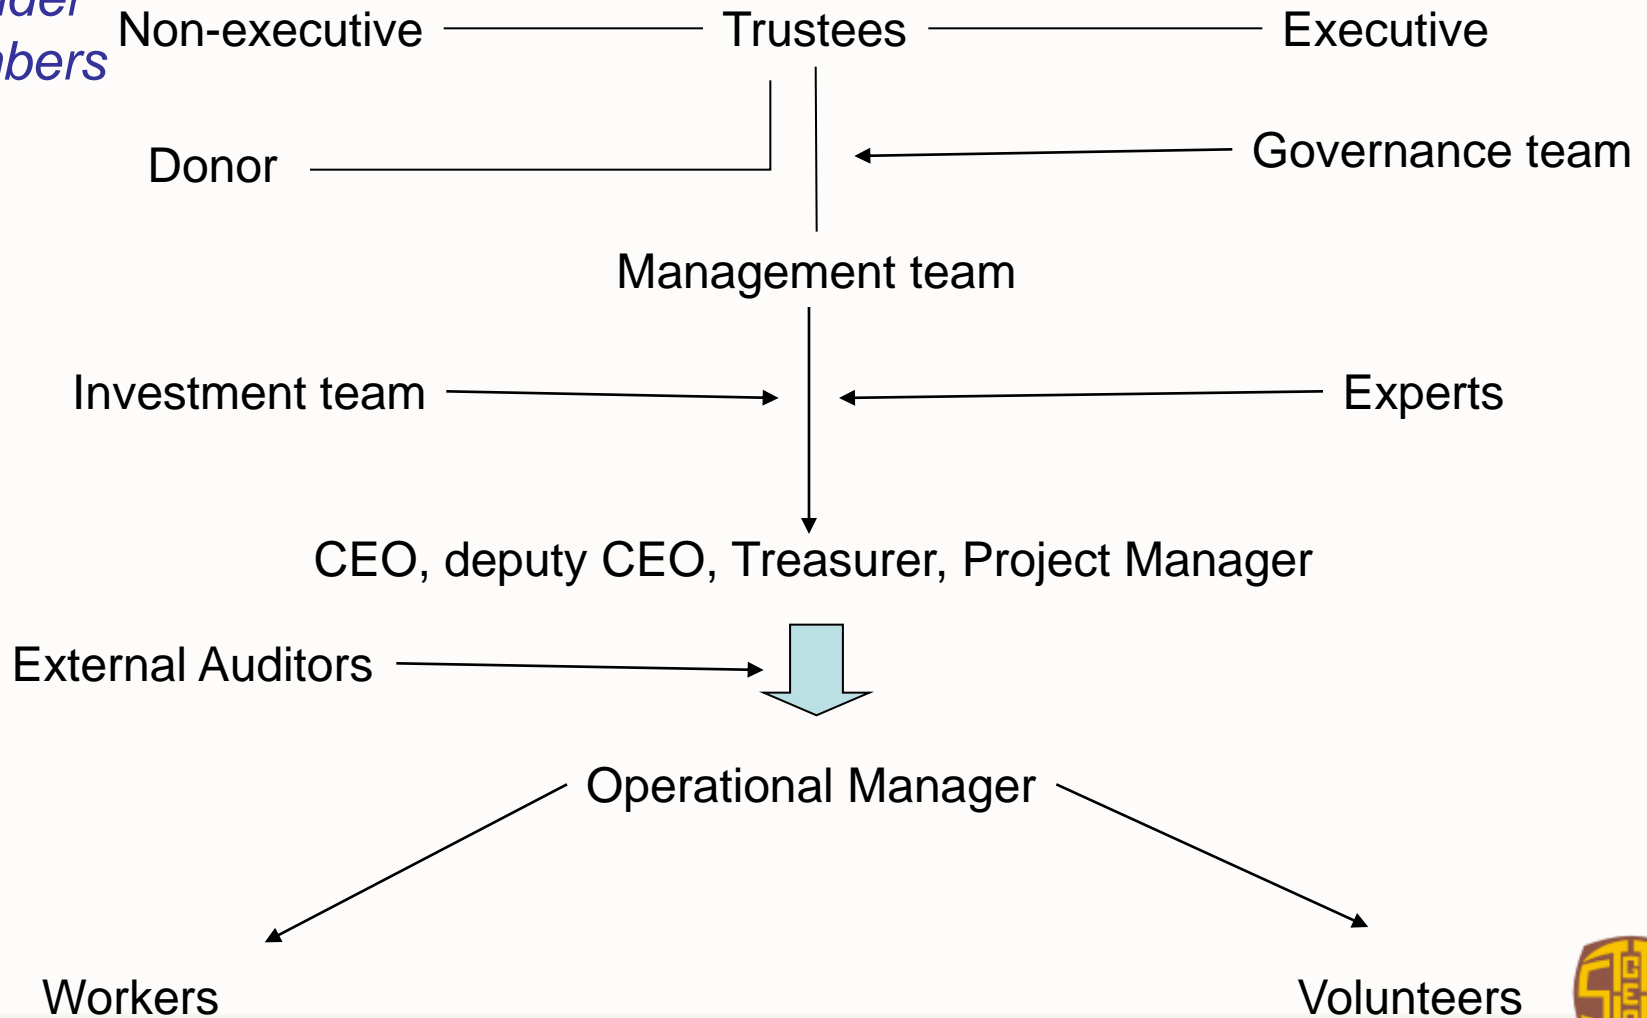 Non-executive Trustees Executive
Donor Governance team
Management team
Investment team Experts
CEO, deputy CEO, Treasurer, Project Manager
External Auditors
Operational Manager
Workers Volunteers